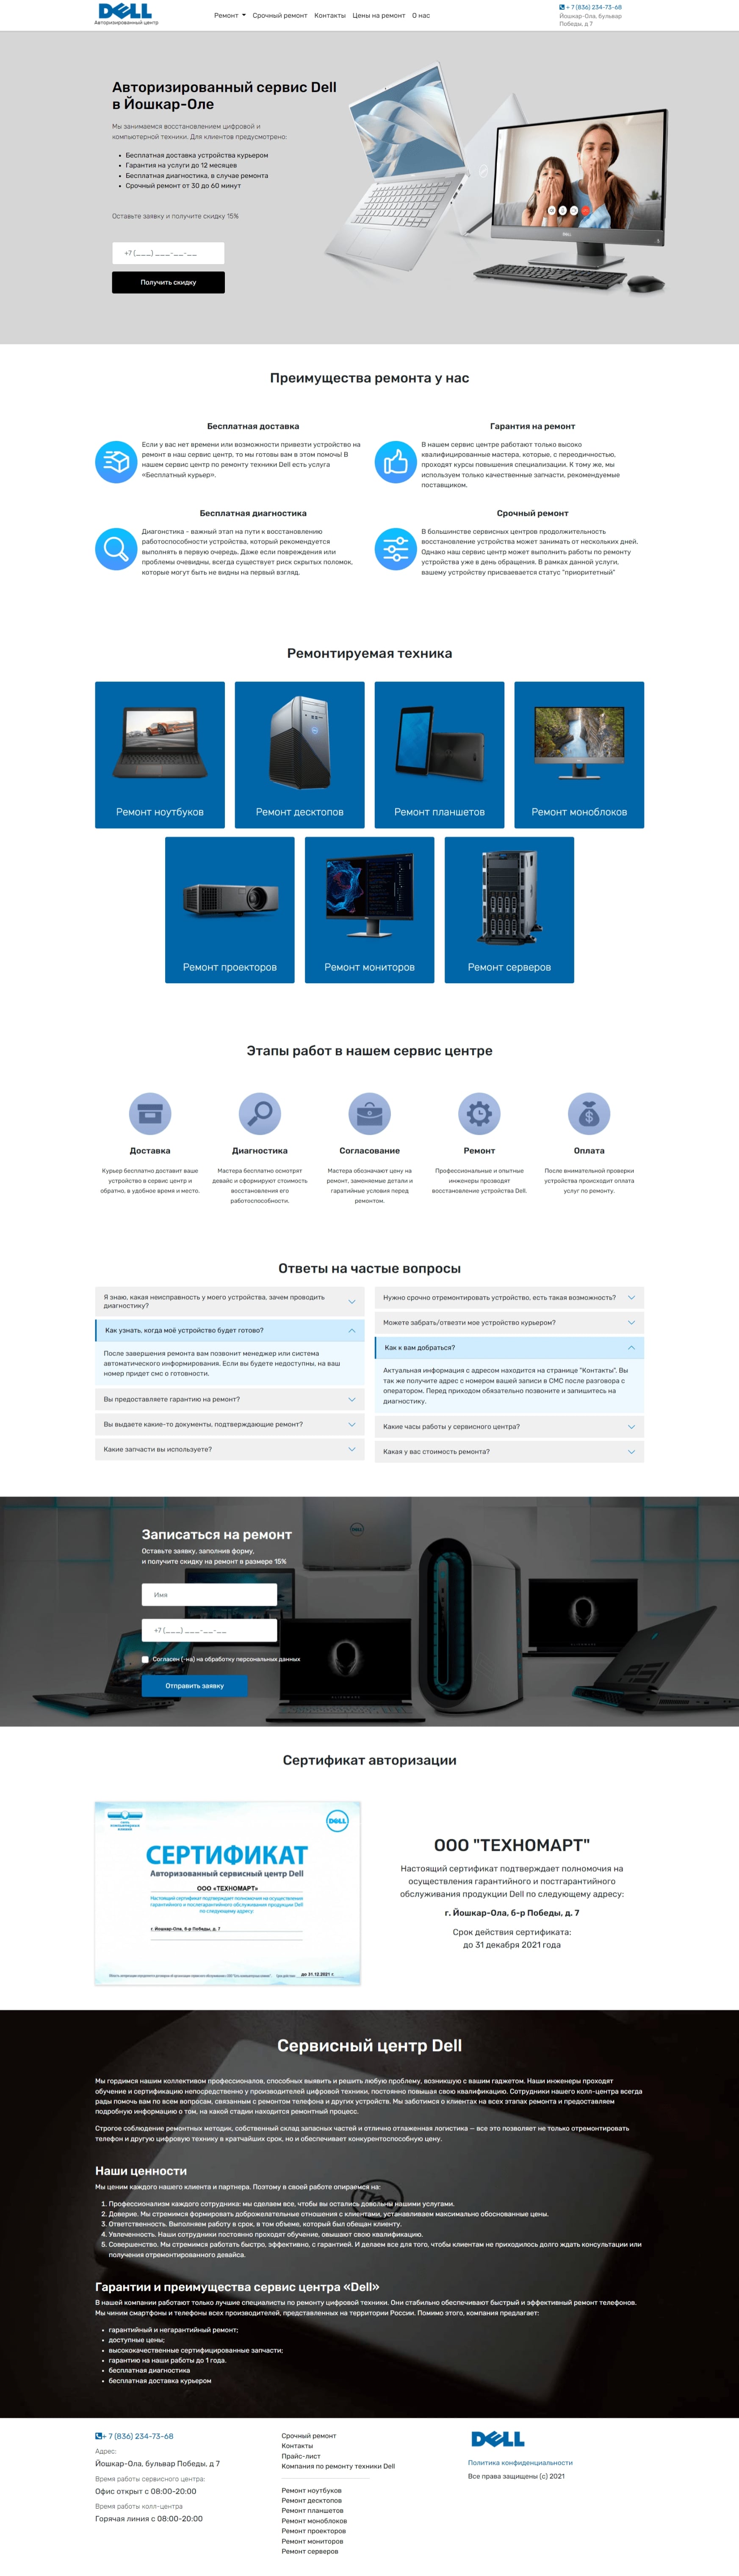 DELL
Авторизированный центр
Ремонт
Срочный ремонт
Контакты
Цены на ремонт
О нас
+ 7 (836) 234-73-68
Йошкар-Ола, бульвар
Победы, д 7
Авторизированный сервис Dell
в Йошкар-Оле
Мы занимаемся восстановлением цифровой и
компьютерной техники. Для клиентов предусмотрено:
Бесплатная доставка устройства курьером
Гарантия на услуги до 12 месяцев
Бесплатная диагностика, в случае ремонта
Срочный ремонт от 30 до 60 минут
Оставьте заявку и получите скидку 15%
+7 (___) ___-__-__
Получить скидку
Преимущества ремонта у нас
Бесплатная доставка
Если у вас нет времени или возможности привезти устройство на
ремонт в наш сервис центр, то мы готовы вам в этом помочь! В
нашем сервис центр по ремонту техники Dell есть услуга
«Бесплатный курьер».
Гарантия на ремонт
В нашем сервис центре работают только высоко
квалифицированные мастера, которые, с переодичностью,
проходят курсы повышения специализации. К тому же, мы
используем только качественные запчасти, рекомендуемые
поставщиком.
Бесплатная диагностика
Диагонстика - важный этап на пути к восстановлению
работоспособности устройства, который рекомендуется
выполнять в первую очередь. Даже если повреждения или
проблемы очевидны, всегда существует риск скрытых поломок,
которые могут быть не видны на первый взгляд.
Срочный ремонт
В большинстве сервисных центров продолжительность
восстановление устройства может занимать от нескольких дней.
Однако наш сервис центр может выполнить работы по ремонту
устройства уже в день обращения. В рамках данной услуги,
вашему устройству присваевается статус "приоритетный"
Ремонтируемая техника
Ремонт ноутбуков
Ремонт десктопов
Ремонт планшетов
Ремонт моноблоков
Ремонт проекторов
Ремонт мониторов
Ремонт серверов
Этапы работ в нашем сервис центре
Доставка
Курьер бесплатно доставит ваше
устройство в сервис центр и
обратно, в удобное время и место.
Диагностика
Мастера бесплатно осмотрят
девайс и сформируют стоимость
восстановления его
работоспособности.
Согласование
Мастера обозначают цену на
ремонт, заменяемые детали и
гаратийные условия перед
ремонтом.
Ремонт
Профессиональные и опытные
инженеры прозводят
восстановление устройства Dell.
Оплата
После внимательной проверки
устройства происходит оплата
услуг по ремонту.
Ответы на частые вопросы
Я знаю, какая неисправность у моего устройства, зачем проводить
диагностику?
Как узнать, когда моё устройство будет готово?
После завершения ремонта вам позвонит менеджер или система
автоматического информирования. Если вы будете недоступны, на ваш
номер придет смс о готовности.
Вы предоставляете гарантию на ремонт?
Вы выдаете какие-то документы, подтверждающие ремонт?
Какие запчасти вы используете?
Нужно срочно отремонтировать устройство, есть такая возможность?
Можете забрать/отвезти мое устройство курьером?
Как к вам добраться?
Актуальная информация с адресом находится на странице "Контакты". Вы
так же получите адрес с номером вашей записи в СМС после разговора с
оператором. Перед приходом обязательно позвоните и запишитесь на
диагностику.
Какие часы работы у сервисного центра?
Какая у вас стоимость ремонта?
Записаться на ремонт
Оставьте заявку, заполнив форму,
и получите скидку на ремонт в размере 15%
Имя
+7 (___) ___-__-__
Согласен (-на) на обработку персональных данных
Отправить заявку
Сертификат авторизации
DELL
СЕРТИФИКАТ
Авторизованный сервисный центр Dell
ООО «ТЕХНОМАРТ»
Настоящий сертификат подтверждает полномочия на осуществление
гарантийного и послегарантийного обслуживания продукции Dell
по следующему адресу:
г. Йошкар-Ола, б-р Победы, д. 7
до 31.12.2021 г.
ООО "ТЕХНОМАРТ"
Настоящий сертификат подтверждает полномочия на
осуществления гарантийного и постгарантийного
обслуживания продукции Dell по следующему адресу:
г. Йошкар-Ола, б-р Победы, д. 7
Срок действия сертификата:
до 31 декабря 2021 года
Сервисный центр Dell
Мы гордимся нашим коллективом профессионалов, способных выявить и решить любую проблему, возникшую с вашим гаджетом. Наши инженеры проходят
обучение и сертификацию непосредственно у производителей цифровой техники, постоянно повышая свою квалификацию. Сотрудники нашего колл-центра всегда
рады помочь вам по всем вопросам, связанным с ремонтом телефона и других устройств. Мы заботимся о клиентах на всех этапах ремонта и предоставляем
подробную информацию о том, на какой стадии находится ремонтный процесс.
Строгое соблюдение ремонтных методик, собственный склад запасных частей и отлично отлаженная логистика — все это позволяет не только отремонтировать
телефон и другую цифровую технику в кратчайших срок, но и обеспечивает конкурентоспособную цену.
Наши ценности
Мы ценим каждого нашего клиента и партнера. Поэтому в своей работе опираемся на:
1. Профессионализм каждого сотрудника: мы сделаем все, чтобы вы остались довольны нашими услугами.
2. Доверие. Мы стремимся формировать доброжелательные отношения с клиентами, устанавливаем максимально обоснованные цены.
3. Ответственность. Выполняем работу в срок, в том объеме, который был обещан клиенту.
4. Увлеченность. Наши сотрудники постоянно проходят обучение, овышают свою квалификацию.
5. Совершенство. Мы стремимся работать быстро, эффективно, с гарантией. И делаем все для того, чтобы клиентам не приходилось долго ждать консультации или
получения отремонтированного девайса.
Гарантии и преимущества сервис центра «Dell»
В нашей компании работают только лучшие специалисты по ремонту цифровой техники. Они стабильно обеспечивают быстрый и эффективный ремонт телефонов.
Мы чиним смартфоны и телефоны всех производителей, представленных на территории России. Помимо этого, компания предлагает:
гарантийный и негарантийный ремонт;
доступные цены;
высококачественные сертифицированные запчасти;
гарантию на наши работы до 1 года.
бесплатная диагностика
бесплатная доставка курьером
+ 7 (836) 234-73-68
Адрес:
Йошкар-Ола, бульвар Победы, д 7
Время работы сервисного центра:
Офис открыт с 08:00-20:00
Время работы колл-центра
Горячая линия с 08:00-20:00
Срочный ремонт
Контакты
Прайс-лист
Компания по ремонту техники Dell
Ремонт ноутбуков
Ремонт десктопов
Ремонт планшетов
Ремонт моноблоков
Ремонт проекторов
Ремонт мониторов
Ремонт серверов
DELL
Политика конфиденциальности
Все права защищены (с) 2021